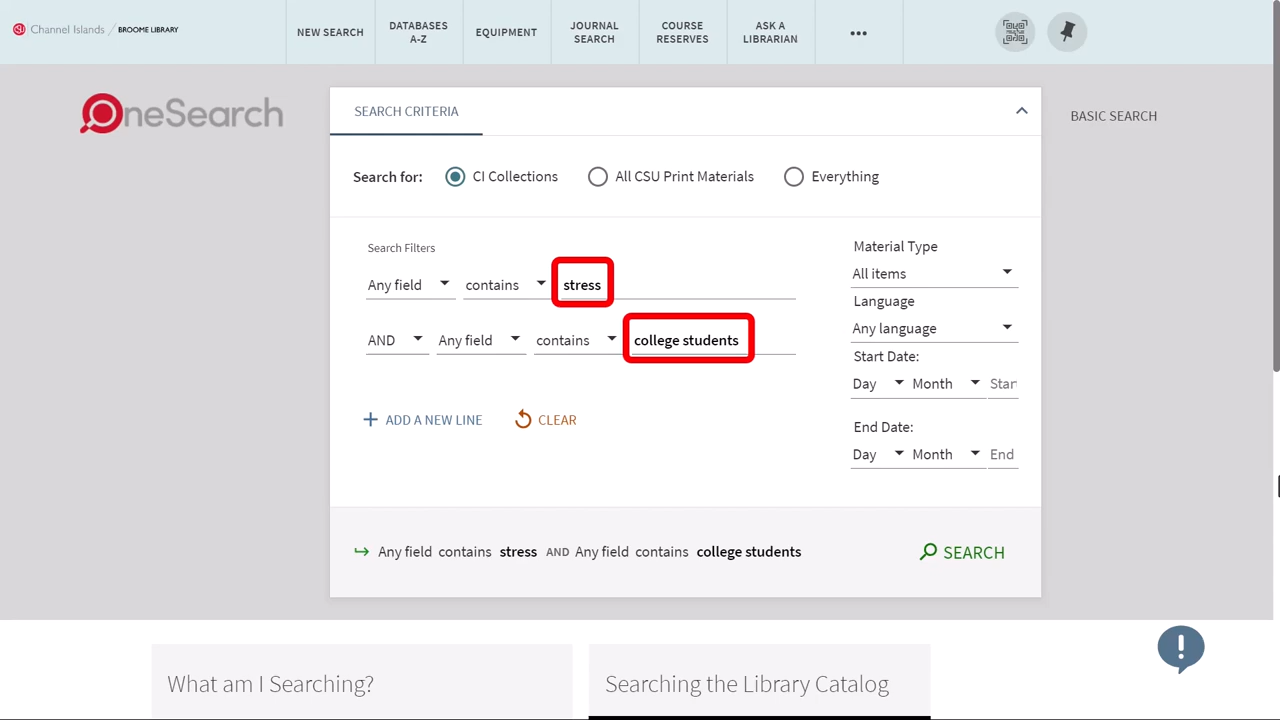 CI Channel Islands / BROOME LIBRARY
NEW SEARCH
DATABASES
A-Z
EQUIPMENT
JOURNAL
SEARCH
COURSE
RESERVES
ASK A
LIBRARIAN
OneSearch
SEARCH CRITERIA
BASIC SEARCH
Search for: CI Collections All CSU Print Materials Everything
Search Filters
Any field contains stress
AND Any field contains college students
+ ADD A NEW LINE CLEAR
Material Type
All items
Language
Any language
Start Date:
Day Month Start
End Date:
Day Month End
Any field contains stress AND Any field contains college students
SEARCH
!
What am I Searching?
Searching the Library Catalog